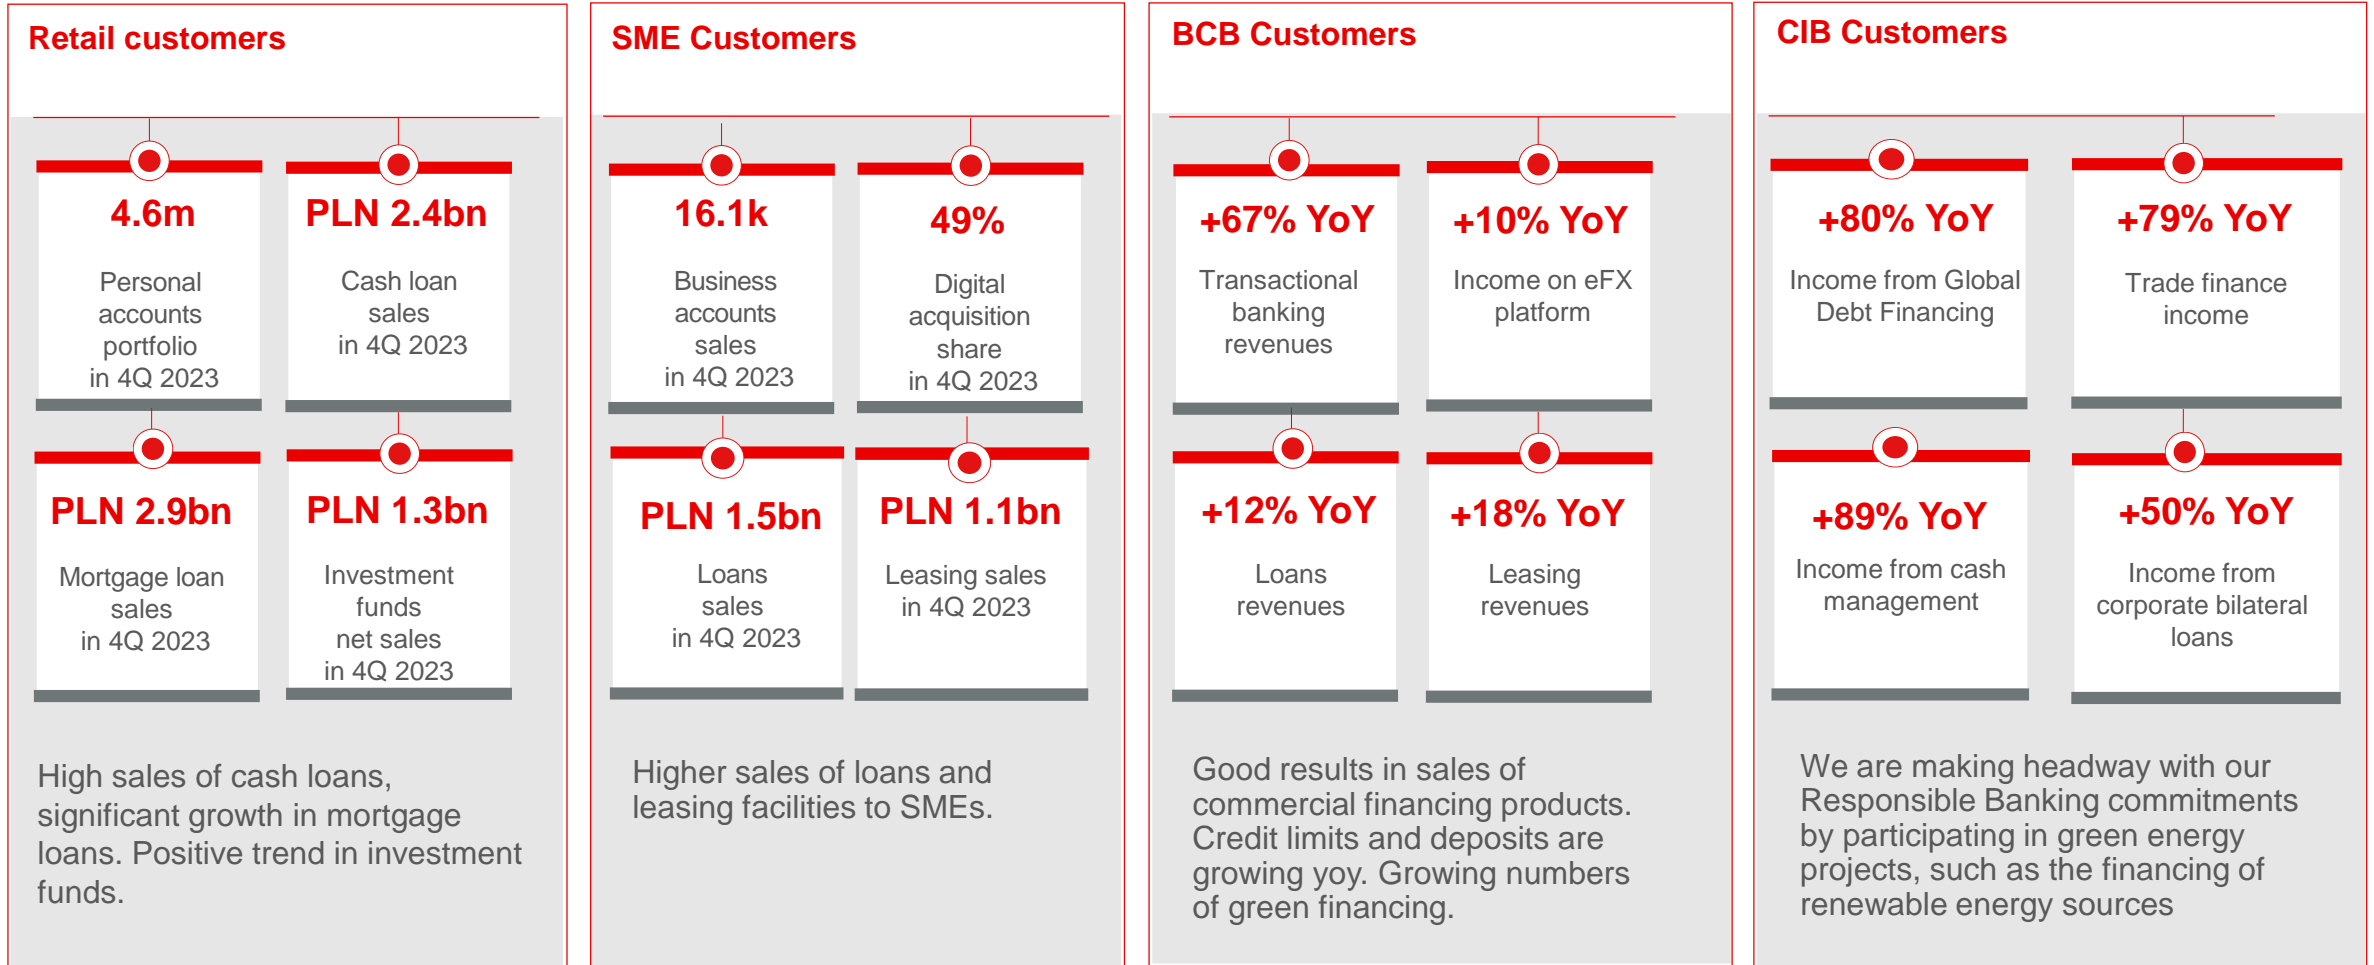 Retail customers
4.6m
Personal
accounts
portfolio
in 4Q 2023
PLN 2.4bn
Cash loan
sales
in 4Q 2023
PLN 2.9bn
Mortgage loan
sales
in 4Q 2023
PLN 1.3bn
Investment
funds
net sales
in 4Q 2023
High sales of cash loans,
significant growth in mortgage
loans. Positive trend in investment
funds.
SME Customers
16.1k
Business
accounts
sales
in 4Q 2023
49%
Digital
acquisition
share
in 4Q 2023
PLN 1.5bn
Loans
sales
in 4Q 2023
PLN 1.1bn
Leasing sales
in 4Q 2023
Higher sales of loans and
leasing facilities to SMEs.
BCB Customers
+67% YoY
Transactional
banking
revenues
+10% YoY
Income on eFX
platform
+12% YoY
Loans
revenues
+18% YoY
Leasing
revenues
Good results in sales of
commercial financing products.
Credit limits and deposits are
growing yoy. Growing numbers
of green financing.
CIB Customers
+80% YoY
Income from Global
Debt Financing
+79% YoY
Trade finance
income
+89% YoY
Income from cash
management
+50% YoY
Income from
corporate bilateral
loans
We are making headway with our
Responsible Banking commitments
by participating in green energy
projects, such as the financing of
renewable energy sources